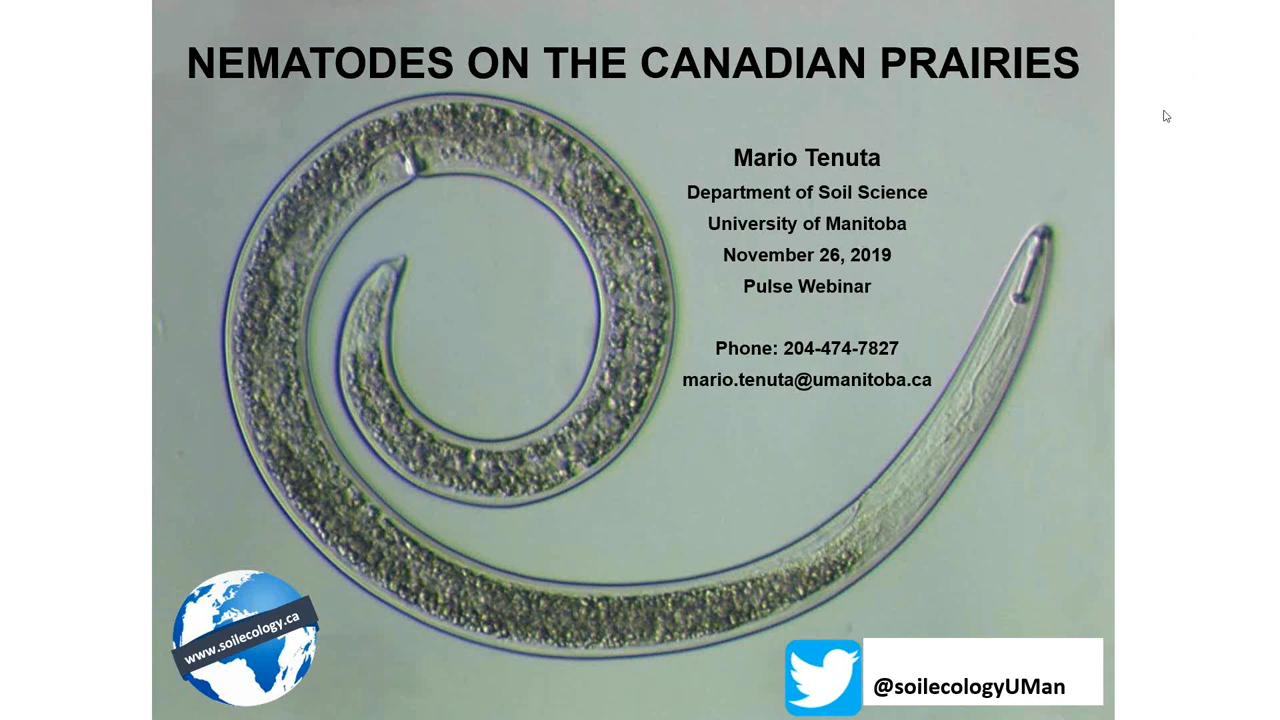 NEMATODES ON THE CANADIAN PRAIRIES
Mario Tenuta
Department of Soil Science
University of Manitoba
November 26, 2019
Pulse Webinar
Phone: 204-474-7827
mario.tenuta@umanitoba.ca
www.soilecology.ca
@soilecologyUMan